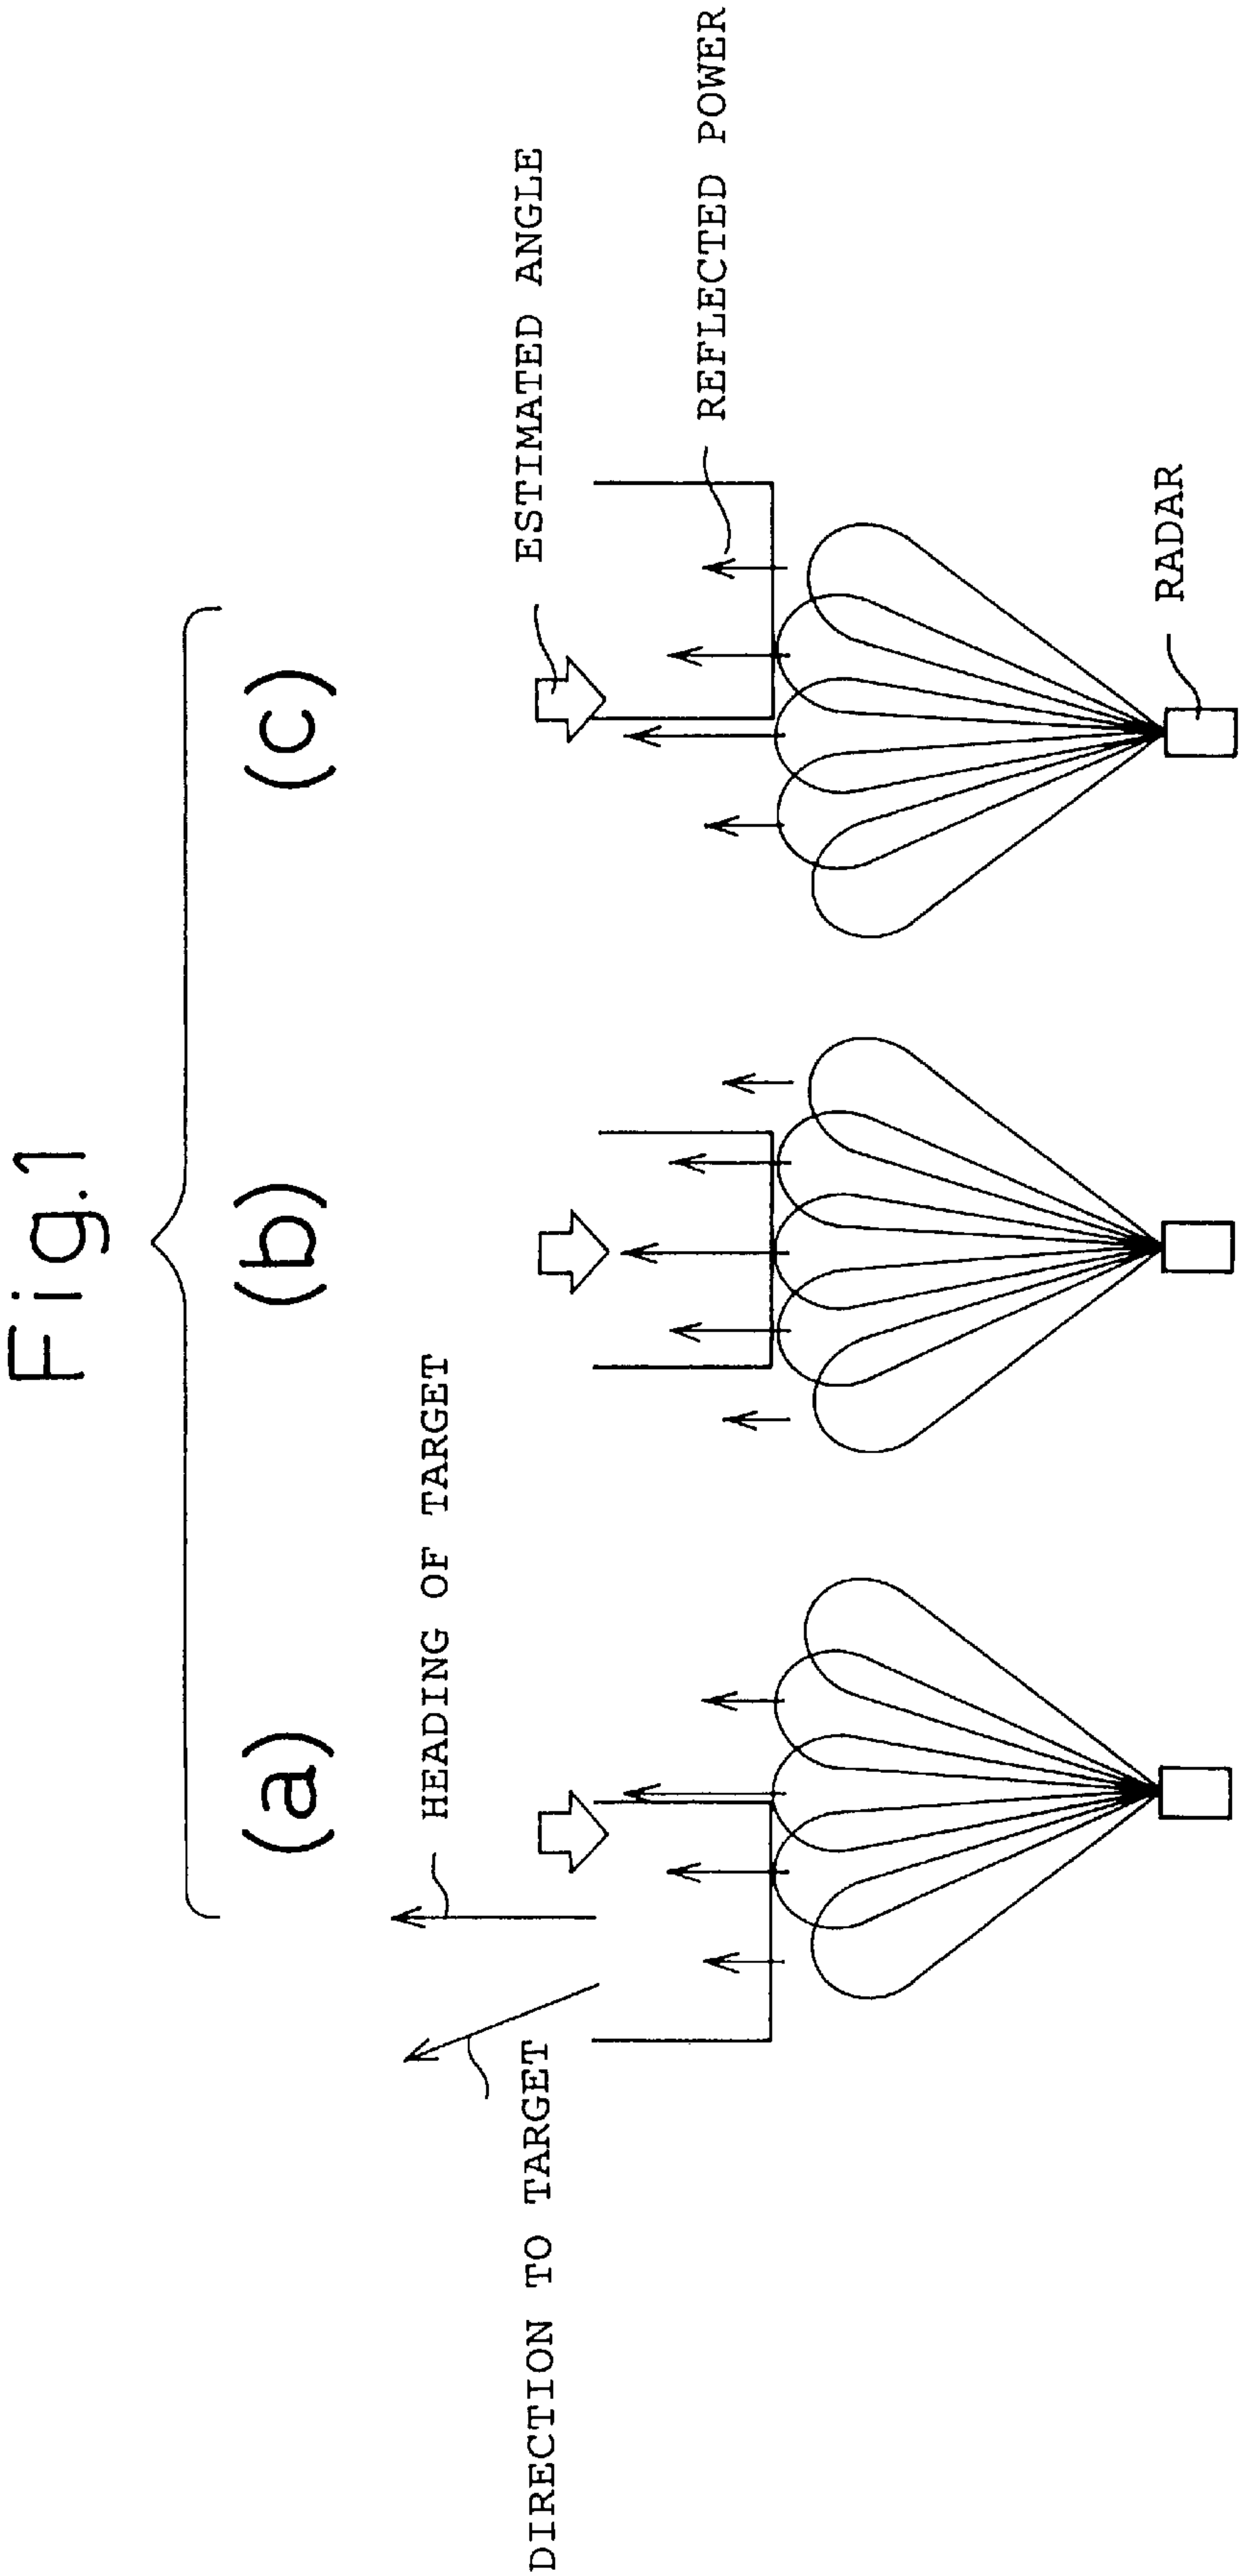 Fig.1
(a)
(b)
(c)
HEADING OF TARGET
DIRECTION TO TARGET
ESTIMATED ANGLE
REFLECTED POWER
RADAR